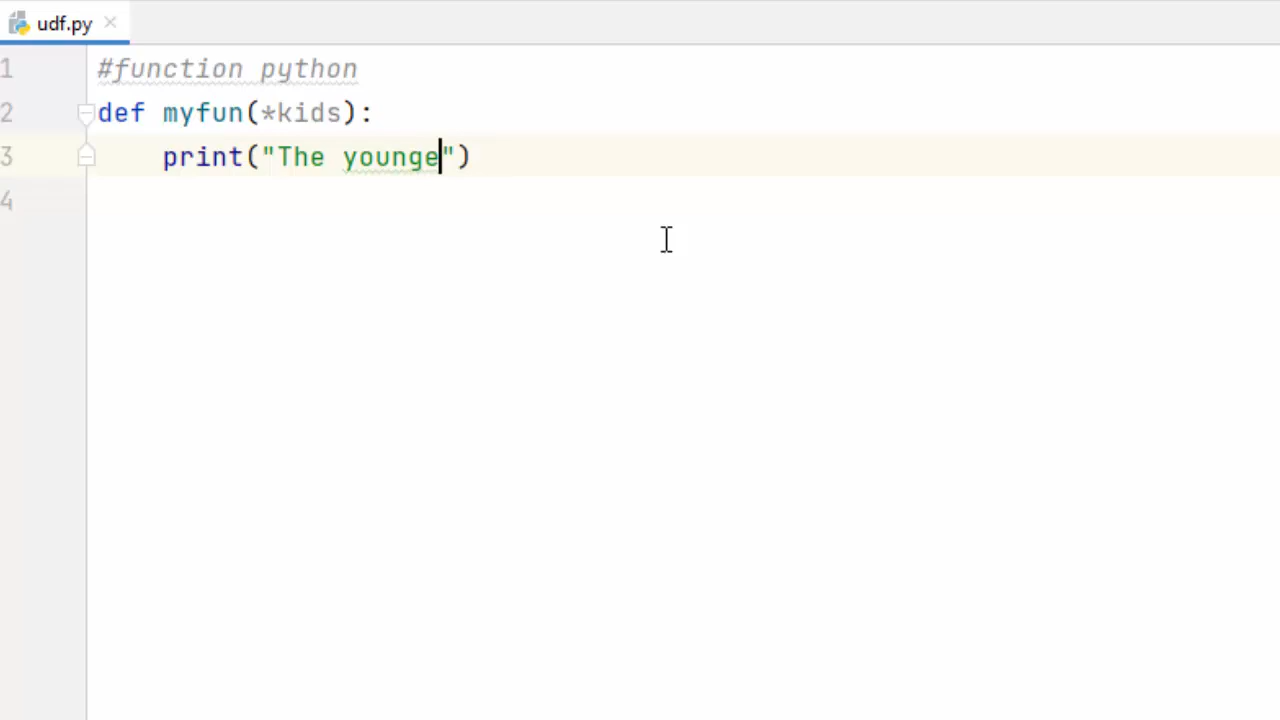 udf.py
1 #function python
2 def myfun(*kids):
3     print("The younge")
4